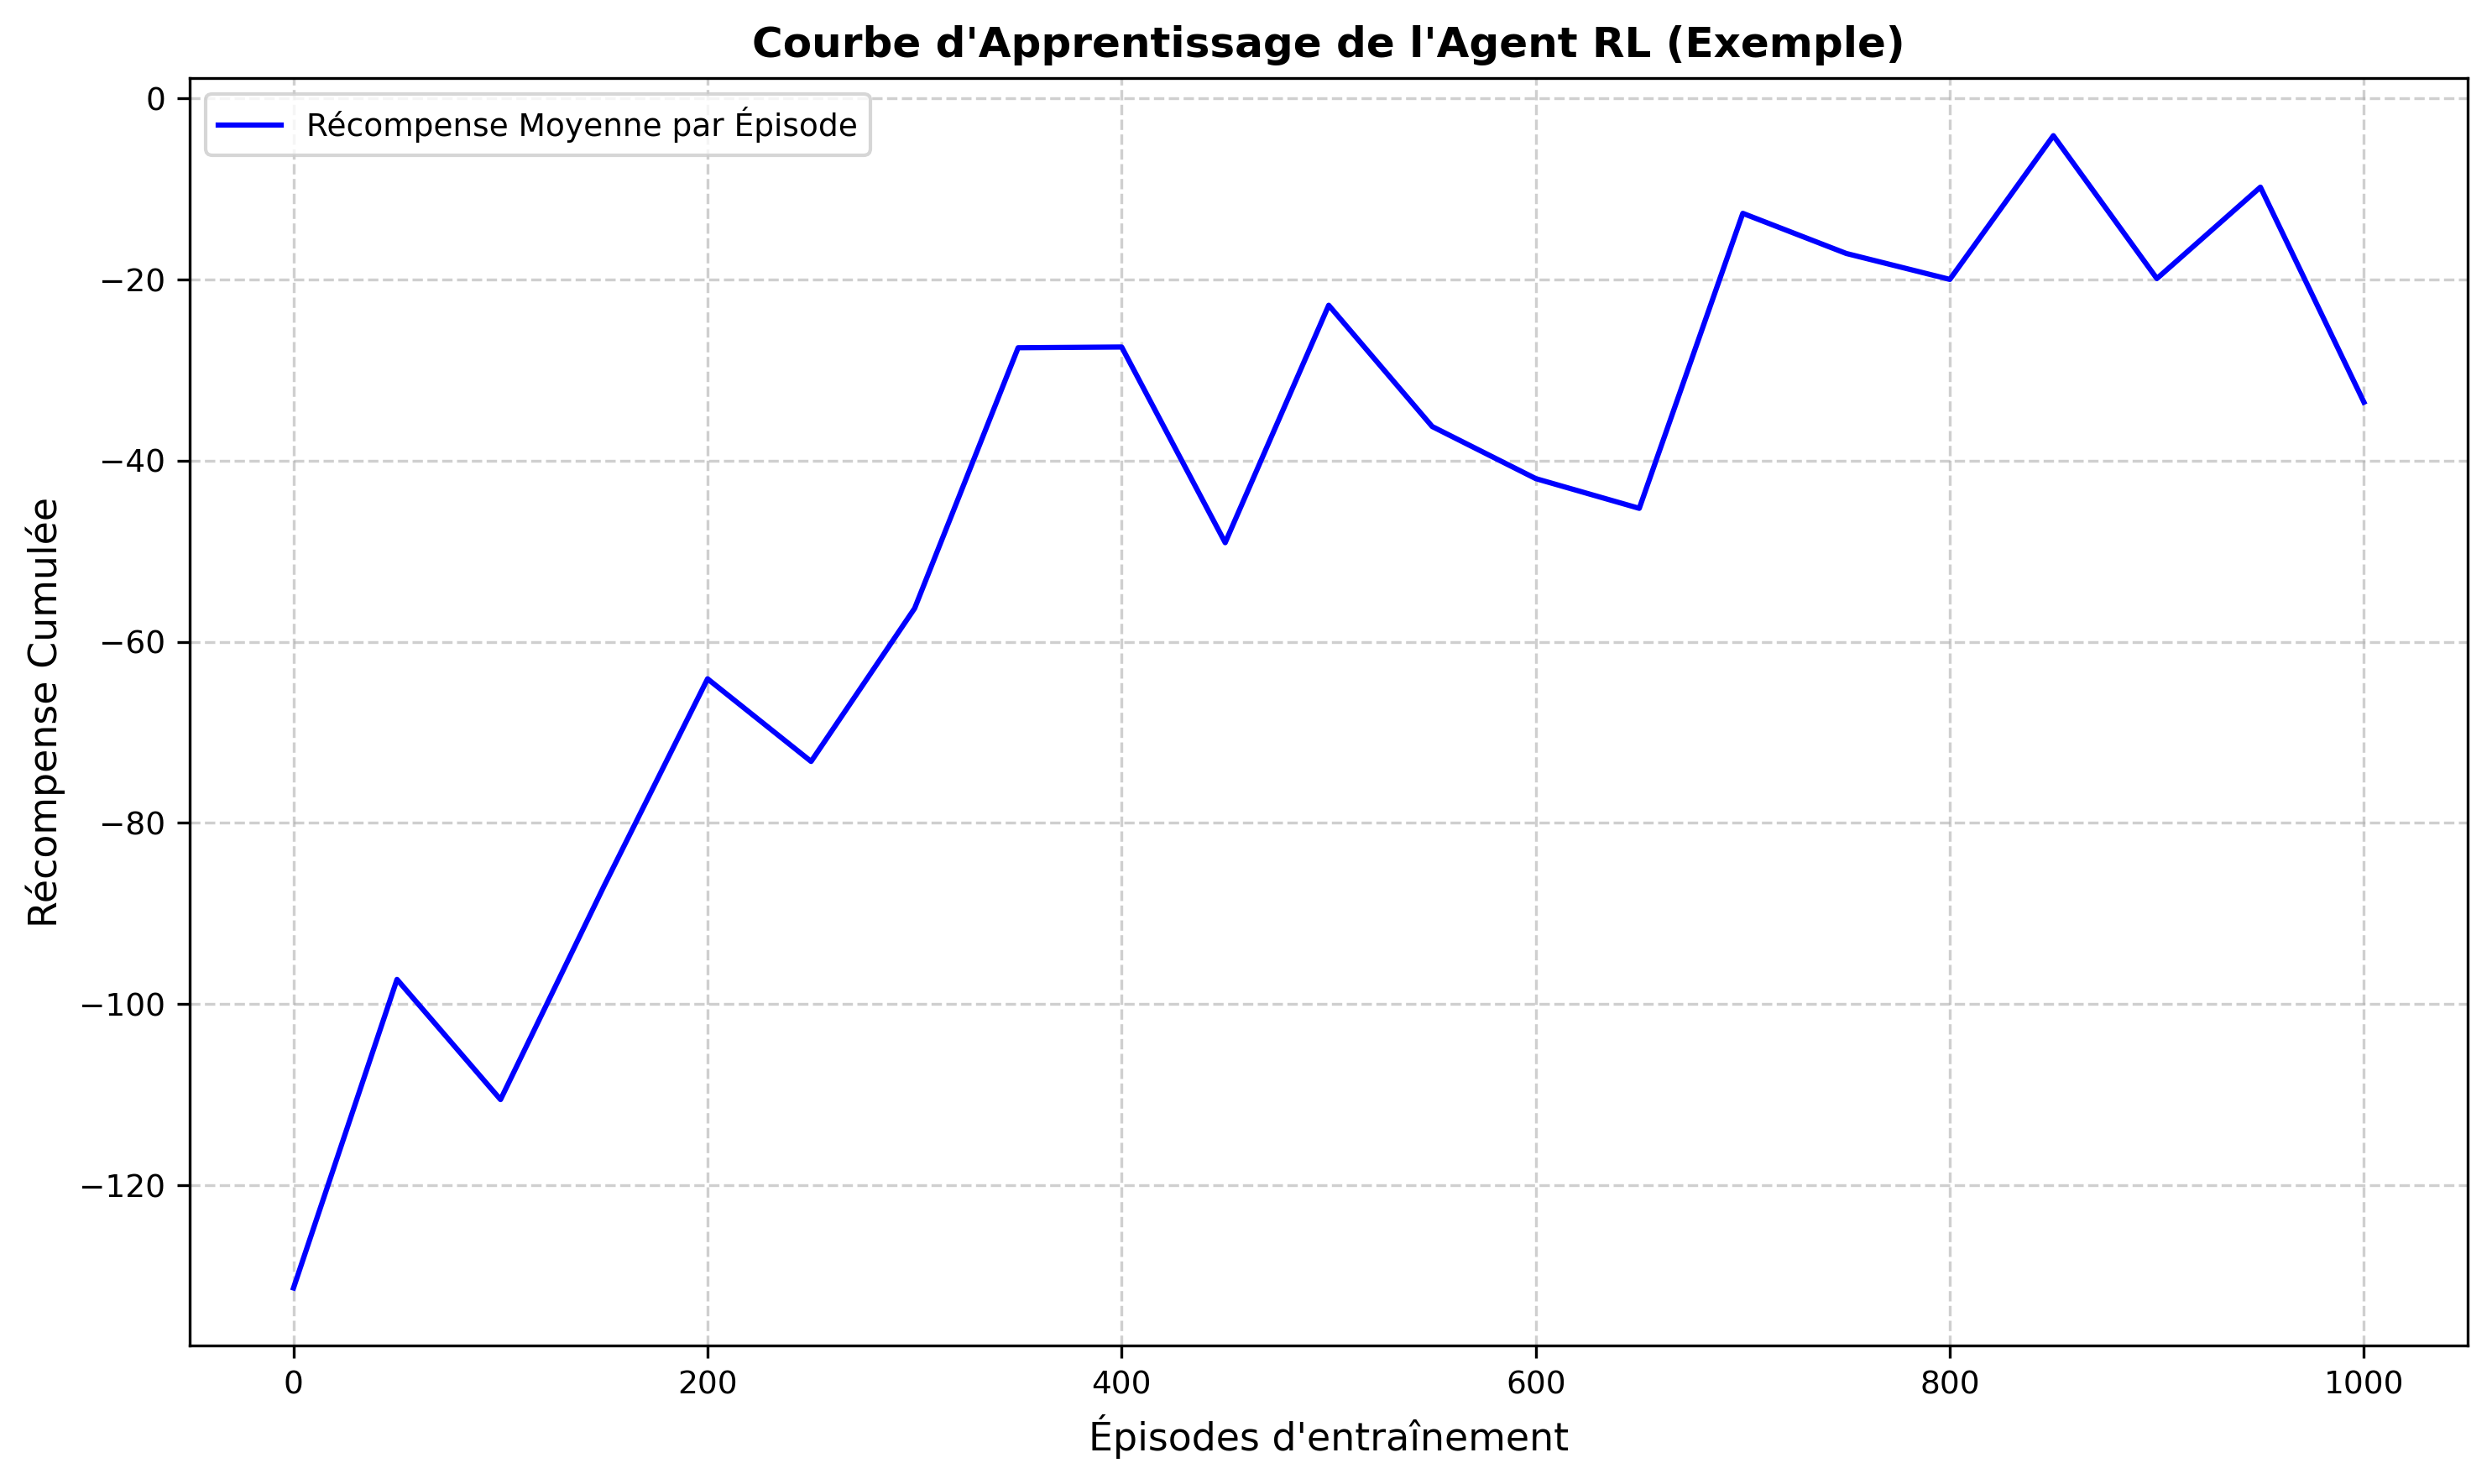 Courbe d'Apprentissage de l'Agent RL (Exemple)
Récompense Moyenne par Épisode
Récompense Cumulée
0
−20
−40
−60
−80
−100
−120
0 200 400 600 800 1000
Épisodes d'entraînement